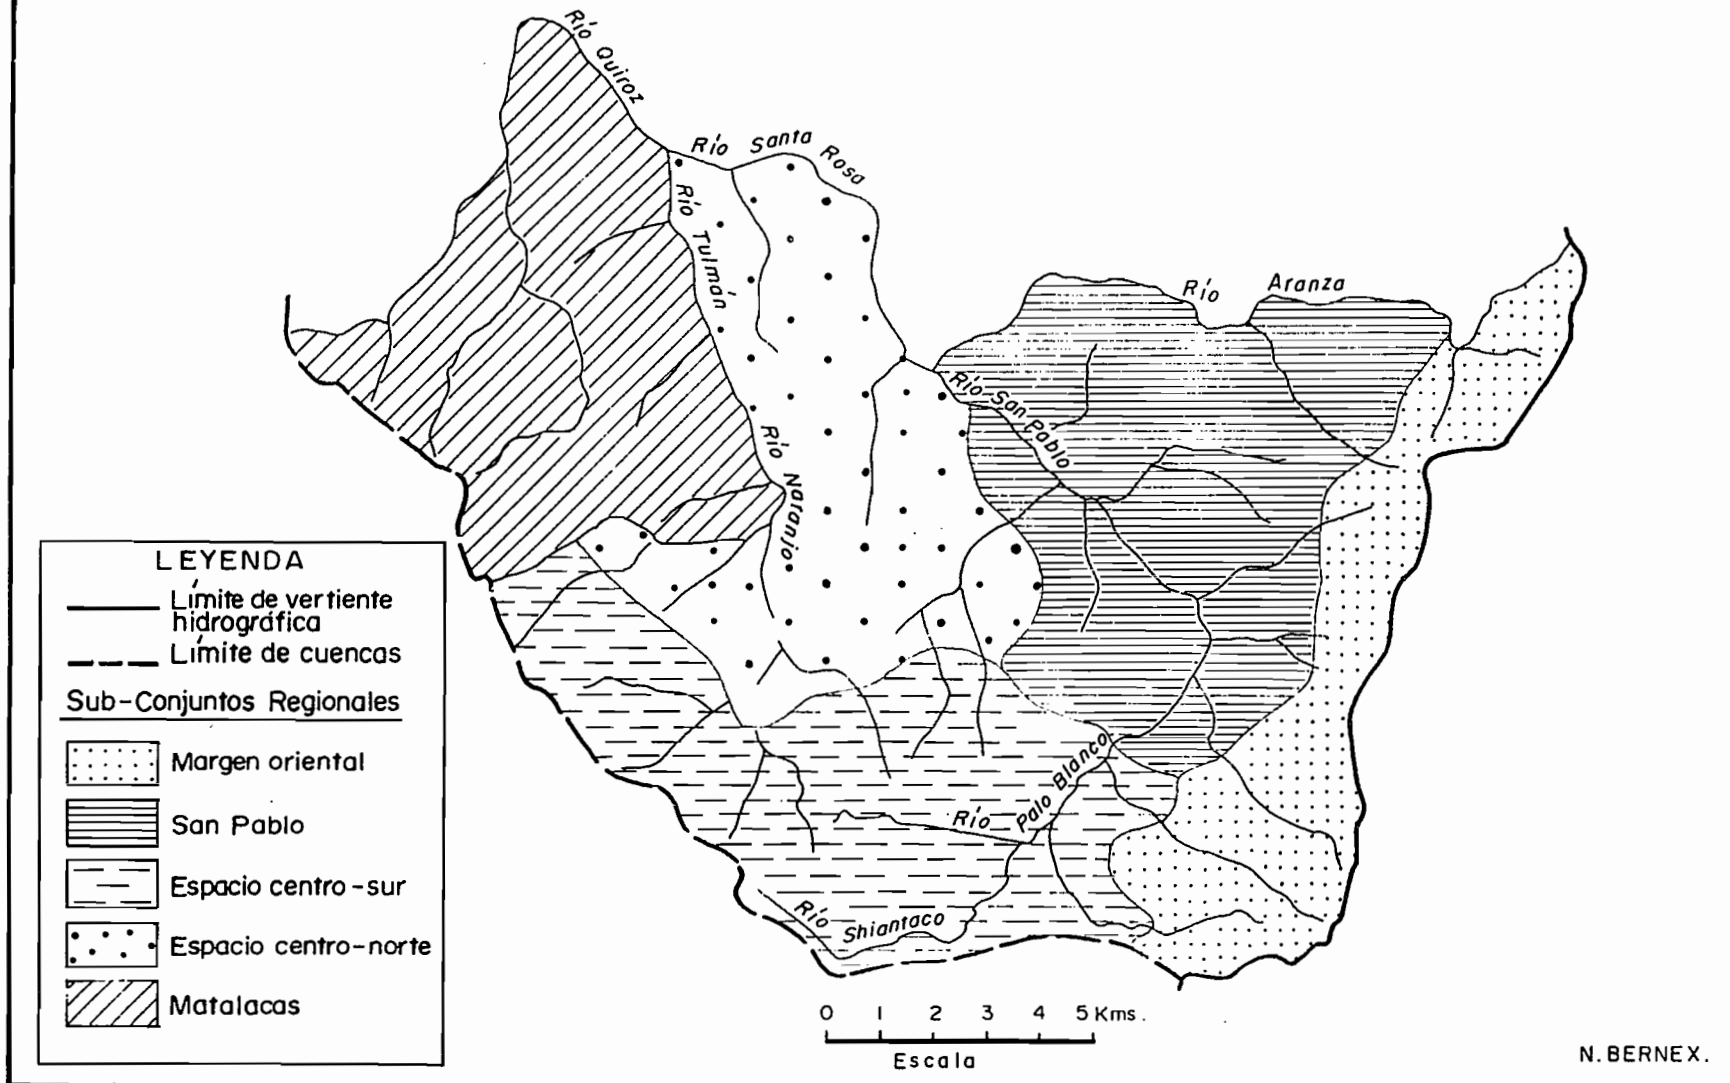 Río Quiroz
Río Santa Rosa
Río Tulmán
Río Aranza
Río San Pablo
Río Naranjo
LEYENDA
Límite de vertiente
hidrográfica
Límite de cuencas
Sub-Conjuntos Regionales
Margen oriental
San Pablo
Espacio centro-sur
Espacio centro-norte
Matalacas
Río Palo Blanco
Río Shiantaco
0 1 2 3 4 5 Kms.
Escala
N. BERNEX.